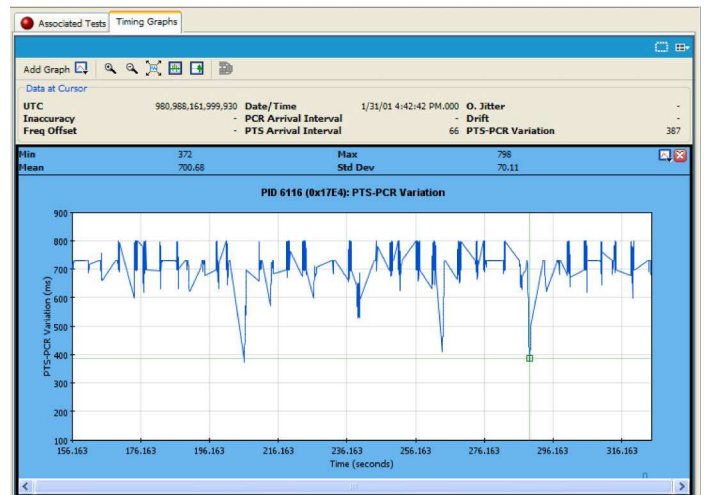 Associated Tests Timing Graphs
Add Graph
Data at Cursor
UTC 980,988,161,999,930 Date/Time 1/31/01 4:42:42 PM.000 O. Jitter -
Inaccuracy - PCR Arrival Interval - Drift -
Freq Offset - PTS Arrival Interval 66 PTS-PCR Variation 387
Min 372 Max 798
Mean 700.68 Std Dev 70.11
PID 6116 (0x17E4): PTS-PCR Variation
PTS-PCR Variation (ms)
900
800
700
600
500
400
300
200
100
156.163 176.163 196.163 216.163 236.163 256.163 276.163 296.163 316.163
Time (seconds)